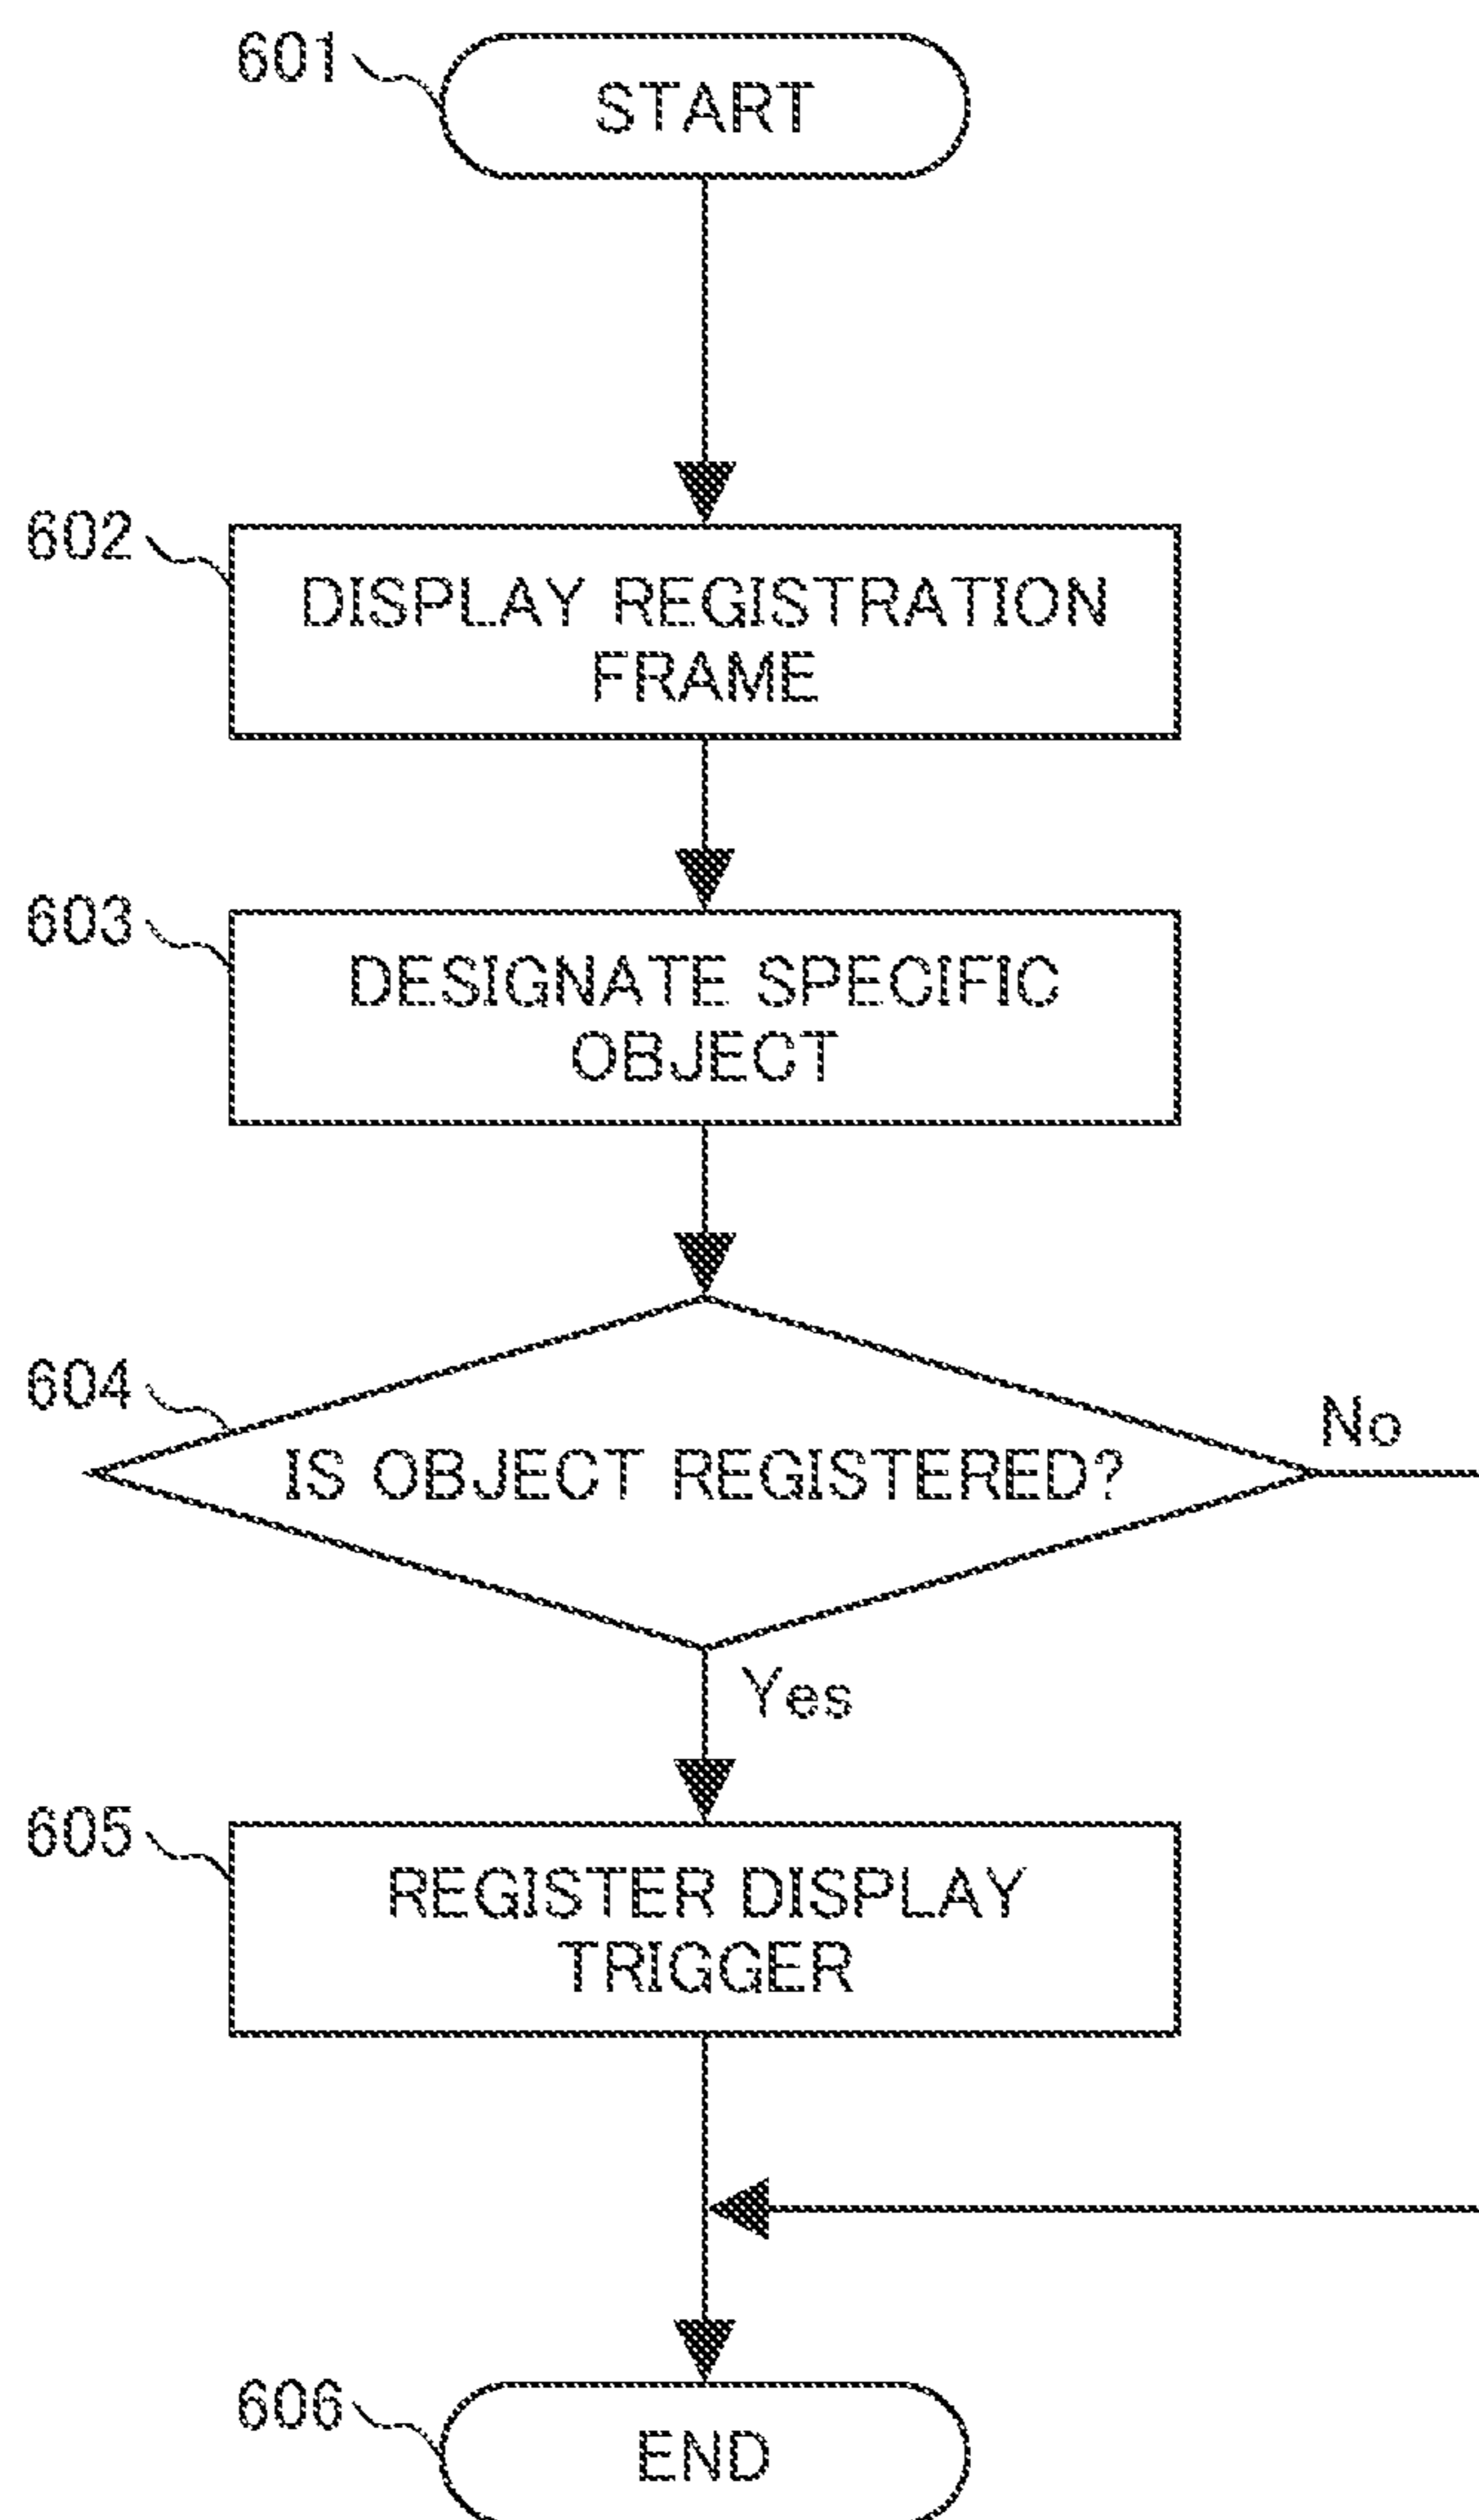 601
START
602
DISPLAY REGISTRATION
FRAME
603
DESIGNATE SPECIFIC
OBJECT
604
IS OBJECT REGISTERED?
No
Yes
605
REGISTER DISPLAY
TRIGGER
606
END